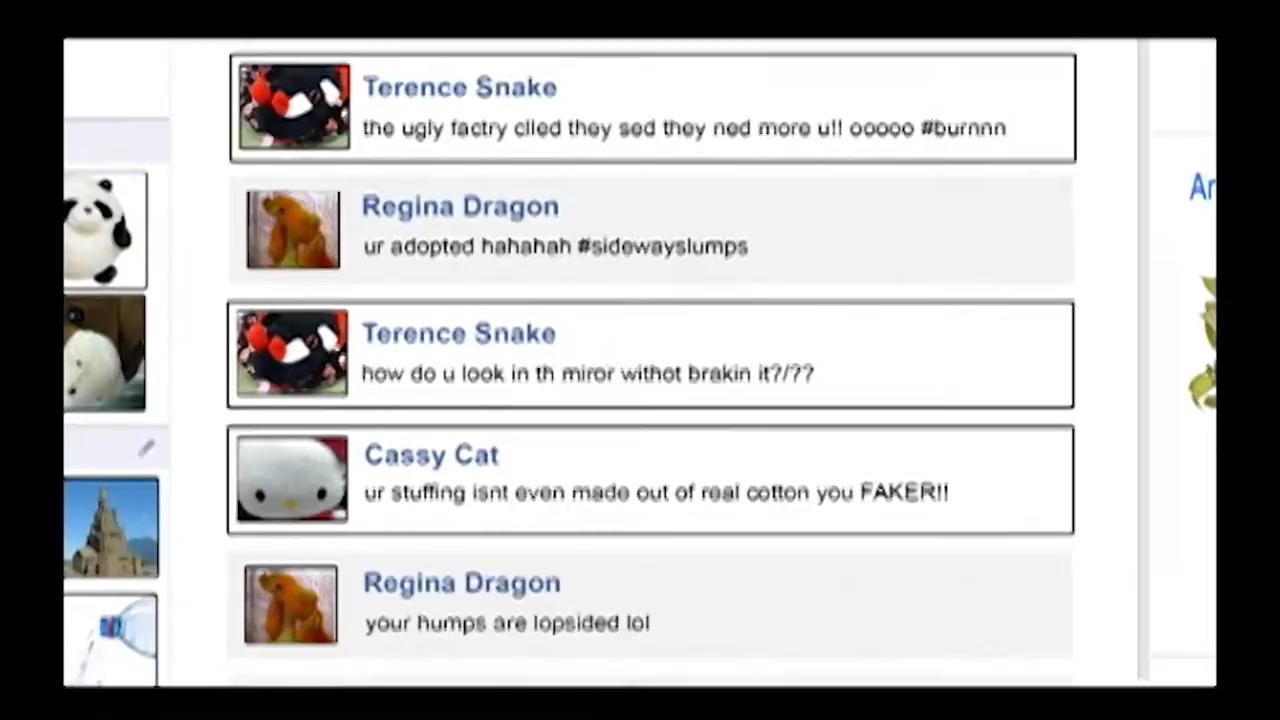 Terence Snake
the ugly factry clled they sed they ned more u!! ooooo #burnnn
Regina Dragon
ur adopted hahahah #sidewayslumps
Terence Snake
how do u look in th miror withot brakin it?/??
Cassy Cat
ur stuffing isnt even made out of real cotton you FAKER!!
Regina Dragon
your humps are lopsided lol